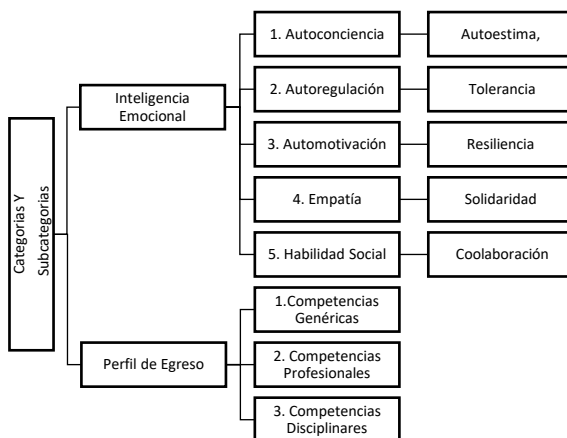 Categorias Y
Subcategorias
Inteligencia
Emocional
1. Autoconciencia
Autoestima,
2. Autoregulación
Tolerancia
3. Automotivación
Resiliencia
4. Empatía
Solidaridad
5. Habilidad Social
Coolaboración
Perfil de Egreso
1.Competencias
Genéricas
2. Competencias
Profesionales
3. Competencias
Disciplinares